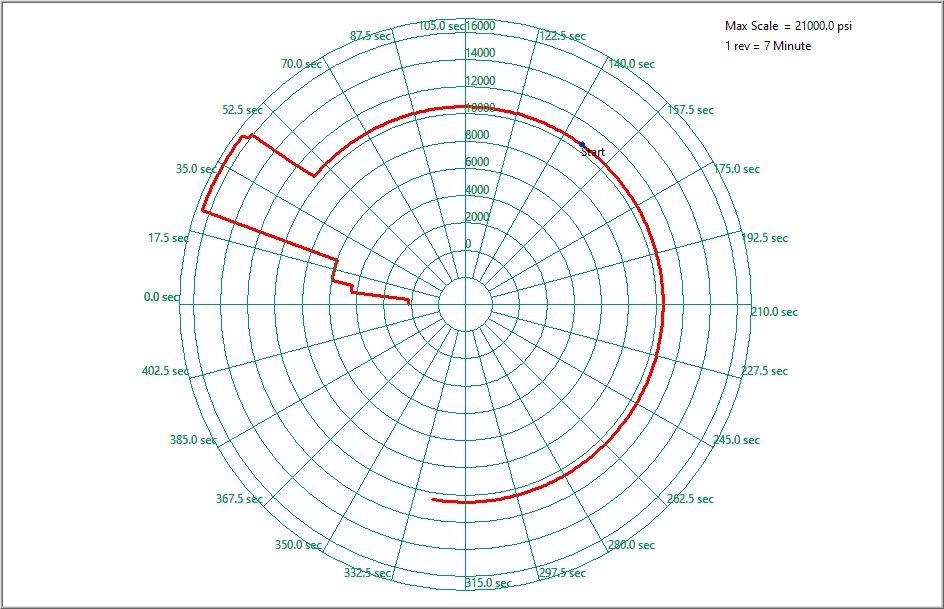 Max Scale = 21000.0 psi
1 rev = 7 Minute
105.0 sec
16000
87.5 sec
122.5 sec
14000
70.0 sec
140.0 sec
12000
52.5 sec
10000
157.5 sec
8000
Start
35.0 sec
6000
175.0 sec
4000
2000
17.5 sec
0
192.5 sec
0.0 sec
210.0 sec
402.5 sec
227.5 sec
385.0 sec
245.0 sec
367.5 sec
262.5 sec
350.0 sec
280.0 sec
332.5 sec
297.5 sec
315.0 sec